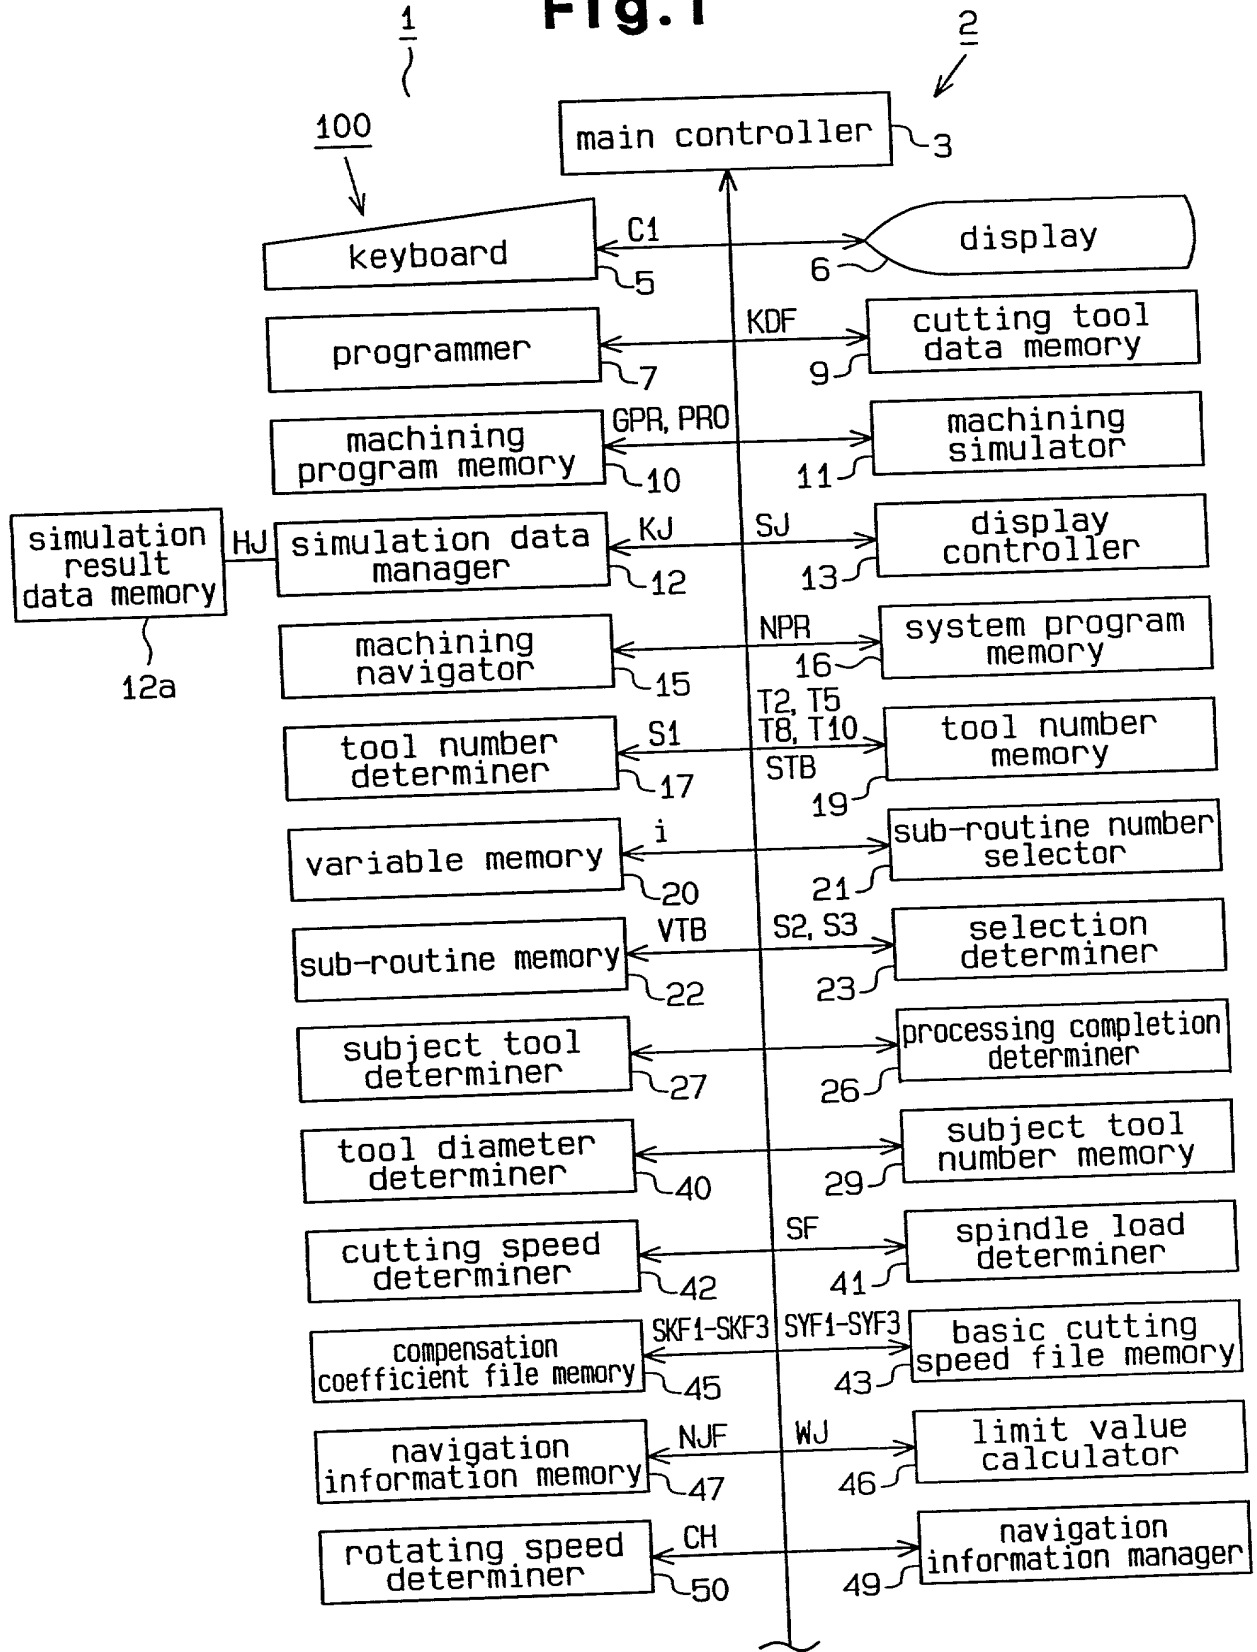 Fig.1
1
2
100
main controller
3
keyboard
5
C1
display
6
programmer
7
KDF
cutting tool
data memory
9
machining
program memory
10
GPR, PRO
machining
simulator
11
simulation
result
data memory
12a
HJ
simulation data
manager
12
KJ
SJ
display
controller
13
machining
navigator
15
NPR
system program
memory
16
tool number
determiner
17
S1
T2, T5
T8, T10
STB
tool number
memory
19
variable memory
20
i
sub-routine number
selector
21
sub-routine memory
22
VTB
S2, S3
selection
determiner
23
subject tool
determiner
27
processing completion
determiner
26
tool diameter
determiner
40
subject tool
number memory
29
cutting speed
determiner
42
SF
spindle load
determiner
41
compensation
coefficient file memory
45
SKF1-SKF3
SYF1-SYF3
basic cutting
speed file memory
43
navigation
information memory
47
NJF
WJ
limit value
calculator
46
rotating speed
determiner
50
CH
navigation
information manager
49